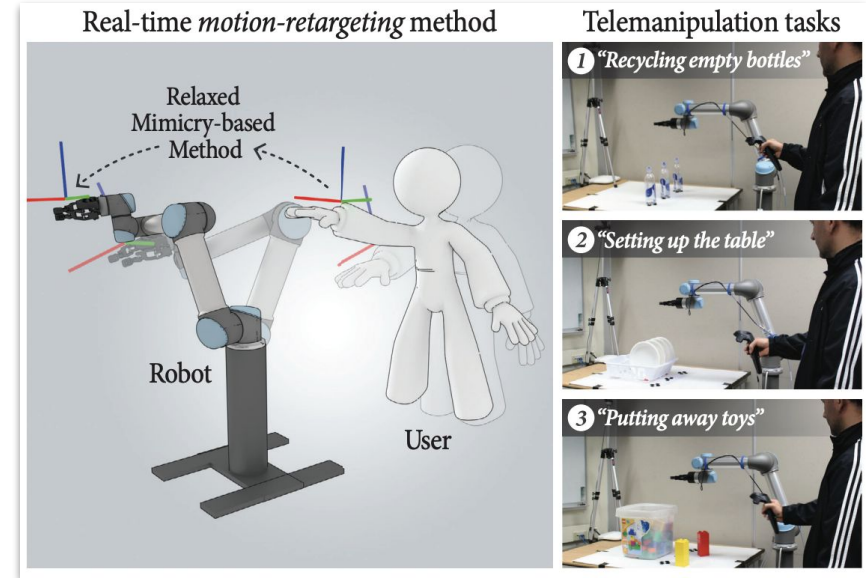 Real-time motion-retargeting method
Relaxed
Mimicry-based
Method
Robot
User
Telemanipulation tasks
1 "Recycling empty bottles"
2 "Setting up the table"
3 "Putting away toys"